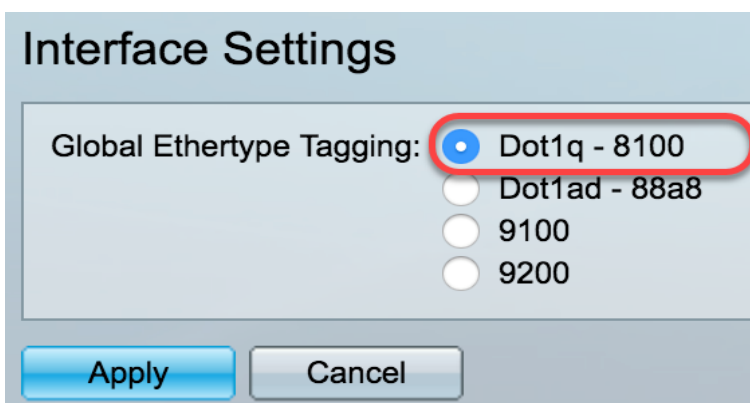 Interface Settings
Global Ethertype Tagging: Dot1q - 8100
Dot1ad - 88a8
9100
9200
Apply Cancel